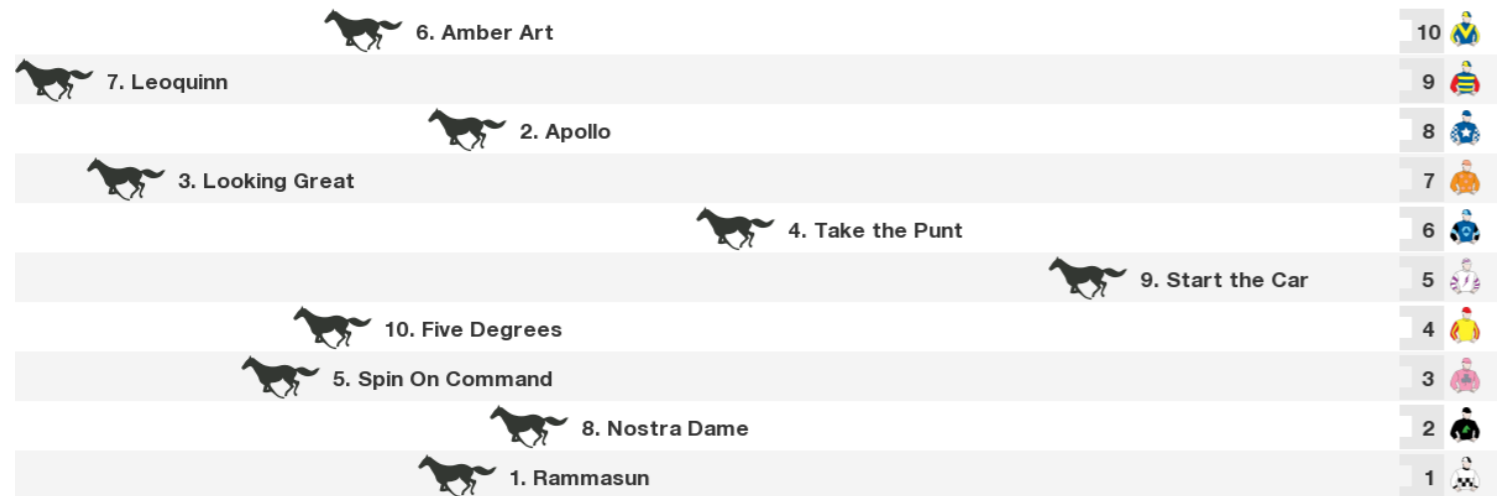 6. Amber Art 10
7. Leoquinn 9
2. Apollo 8
3. Looking Great 7
4. Take the Punt 6
9. Start the Car 5
10. Five Degrees 4
5. Spin On Command 3
8. Nostra Dame 2
1. Rammasun 1